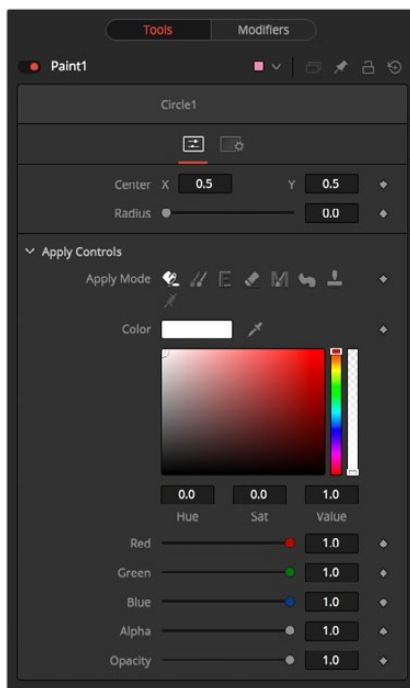 Tools Modifiers
Paint1
Circle1
Center X 0.5 Y 0.5
Radius 0.0
Apply Controls
Apply Mode
Color
0.0 0.0 1.0
Hue Sat Value
Red 1.0
Green 1.0
Blue 1.0
Alpha 1.0
Opacity 1.0